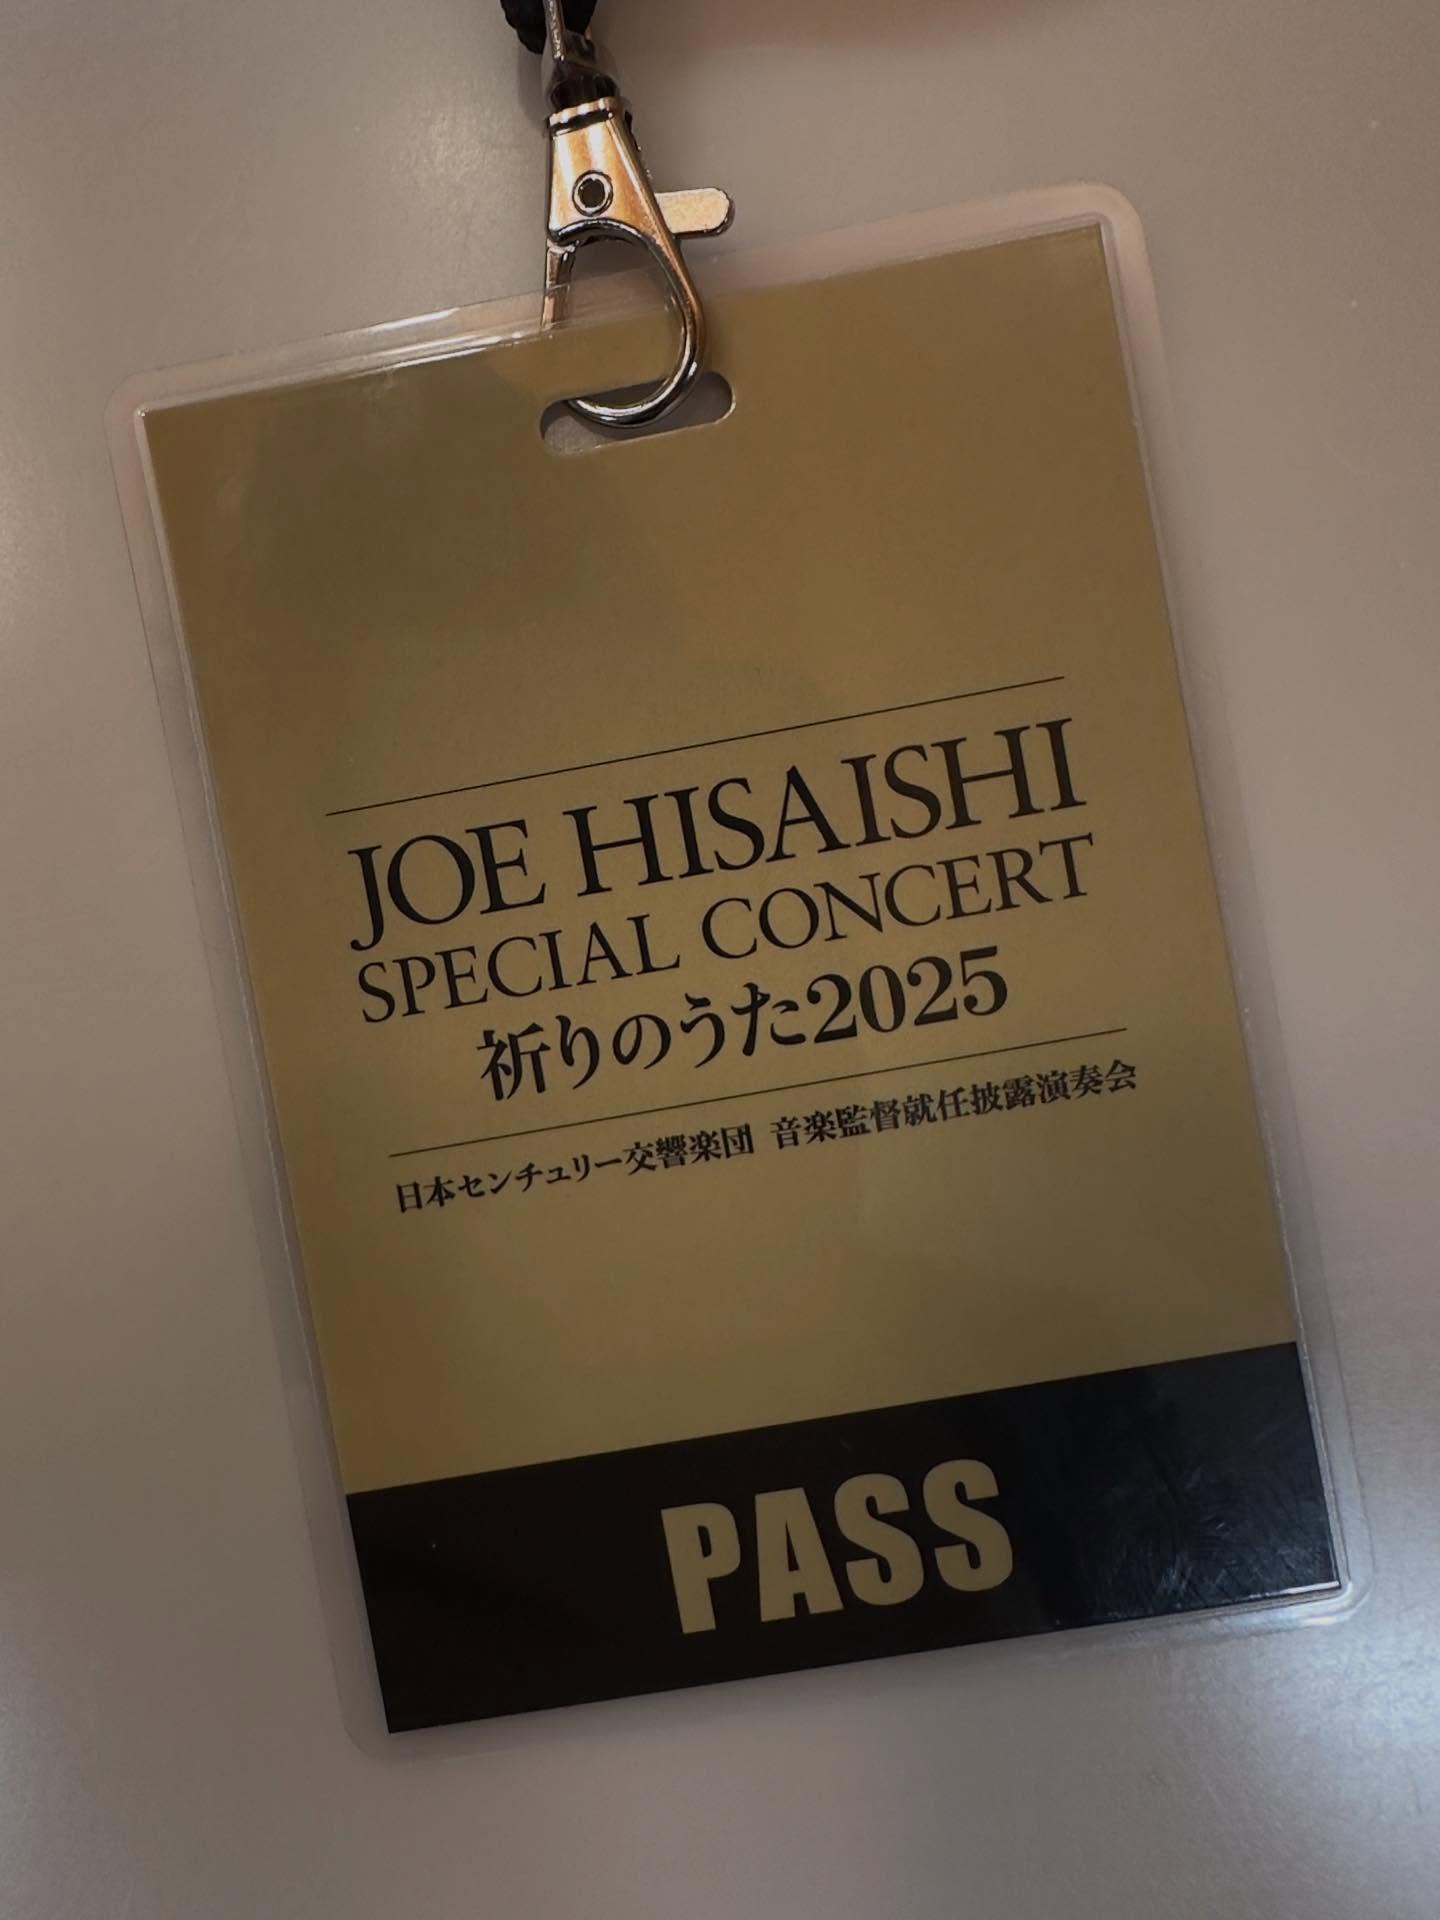 JOE HISAISHI
SPECIAL CONCERT
祈りのうた2025
日本センチュリー交響楽団 音楽監督就任披露演奏会
PASS